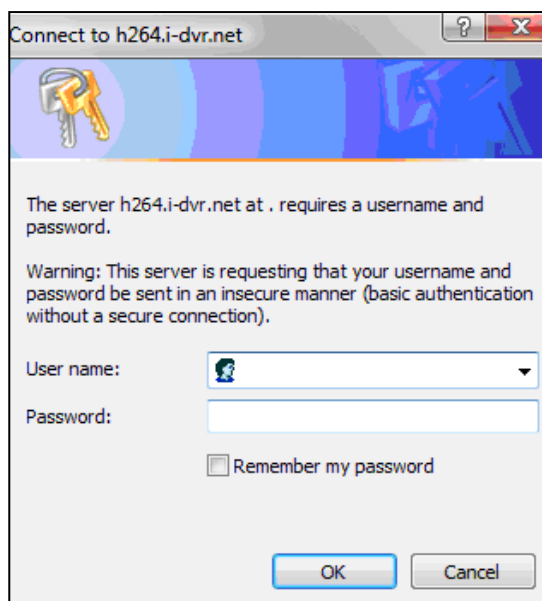 Connect to h264.i-dvr.net
The server h264.i-dvr.net at . requires a username and
password.
Warning: This server is requesting that your username and
password be sent in an insecure manner (basic authentication
without a secure connection).
User name:
Password:
Remember my password
OK Cancel